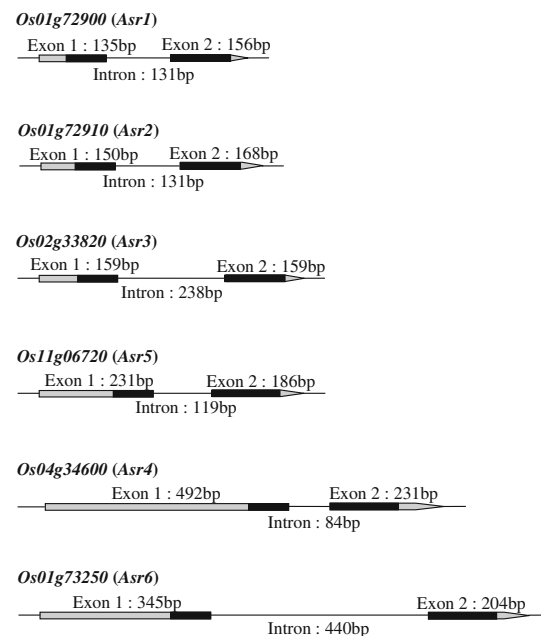 Os01g72900 (Asr1)
Exon 1 : 135bp Exon 2 : 156bp
Intron : 131bp
Os01g72910 (Asr2)
Exon 1 : 150bp Exon 2 : 168bp
Intron : 131bp
Os02g33820 (Asr3)
Exon 1 : 159bp Exon 2 : 159bp
Intron : 238bp
Os11g06720 (Asr5)
Exon 1 : 231bp Exon 2 : 186bp
Intron : 119bp
Os04g34600 (Asr4)
Exon 1 : 492bp Exon 2 : 231bp
Intron : 84bp
Os01g73250 (Asr6)
Exon 1 : 345bp Exon 2 : 204bp
Intron : 440bp